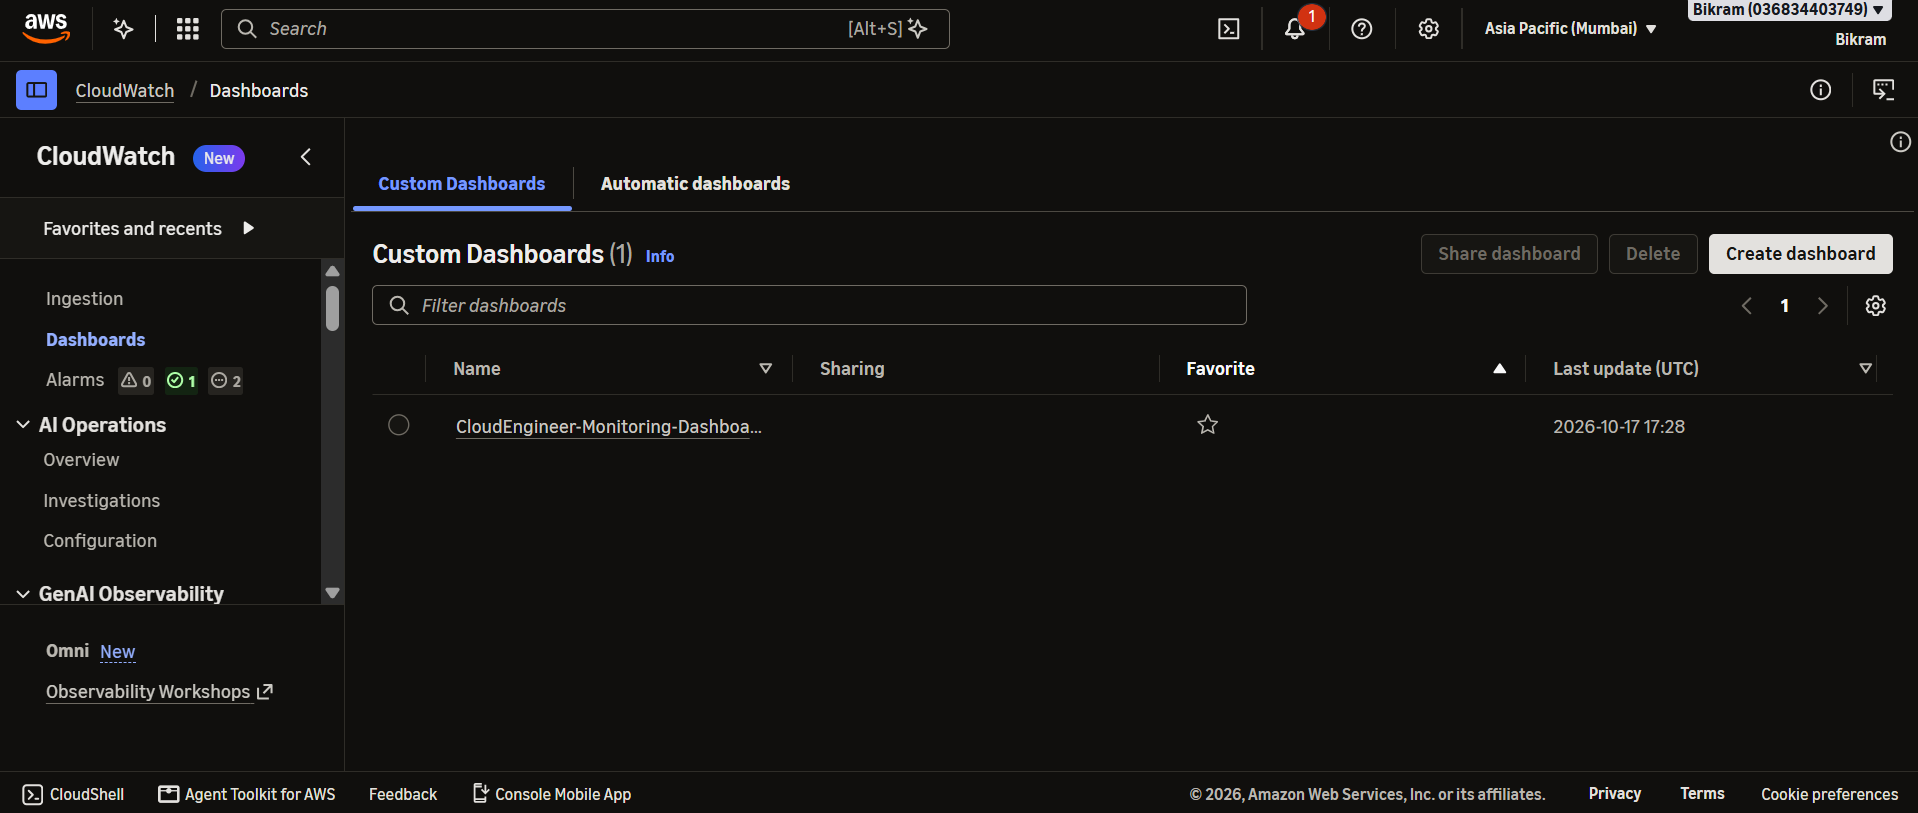 aws
Search [Alt+S]
1
Asia Pacific (Mumbai)
Bikram (036834403749)
Bikram
CloudWatch / Dashboards
CloudWatch New
Favorites and recents
Ingestion
Dashboards
Alarms 0 1 2
AI Operations
Overview
Investigations
Configuration
GenAI Observability
Omni New
Observability Workshops
Custom Dashboards Automatic dashboards
Custom Dashboards (1) Info
Share dashboard Delete Create dashboard
Filter dashboards
1
Name Sharing Favorite Last update (UTC)
CloudEngineer-Monitoring-Dashboa... 2026-10-17 17:28
CloudShell Agent Toolkit for AWS Feedback Console Mobile App © 2026, Amazon Web Services, Inc. or its affiliates. Privacy Terms Cookie preferences